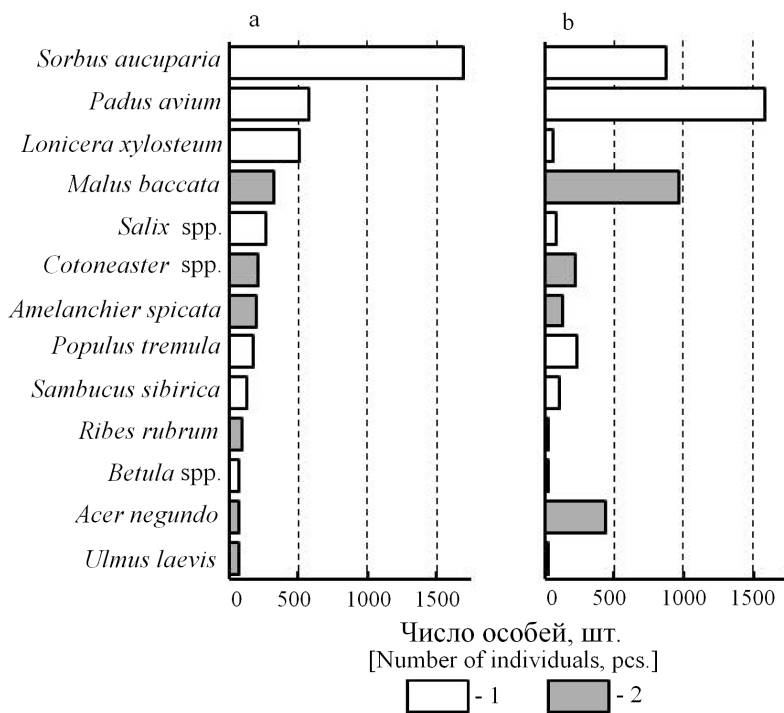 a b
Sorbus aucuparia
Padus avium
Lonicera xylosteum
Malus baccata
Salix spp.
Cotoneaster spp.
Amelanchier spicata
Populus tremula
Sambucus sibirica
Ribes rubrum
Betula spp.
Acer negundo
Ulmus laevis
0 500 1000 1500 0 500 1000 1500
Число особей, шт.
[Number of individuals, pcs.]
- 1 - 2